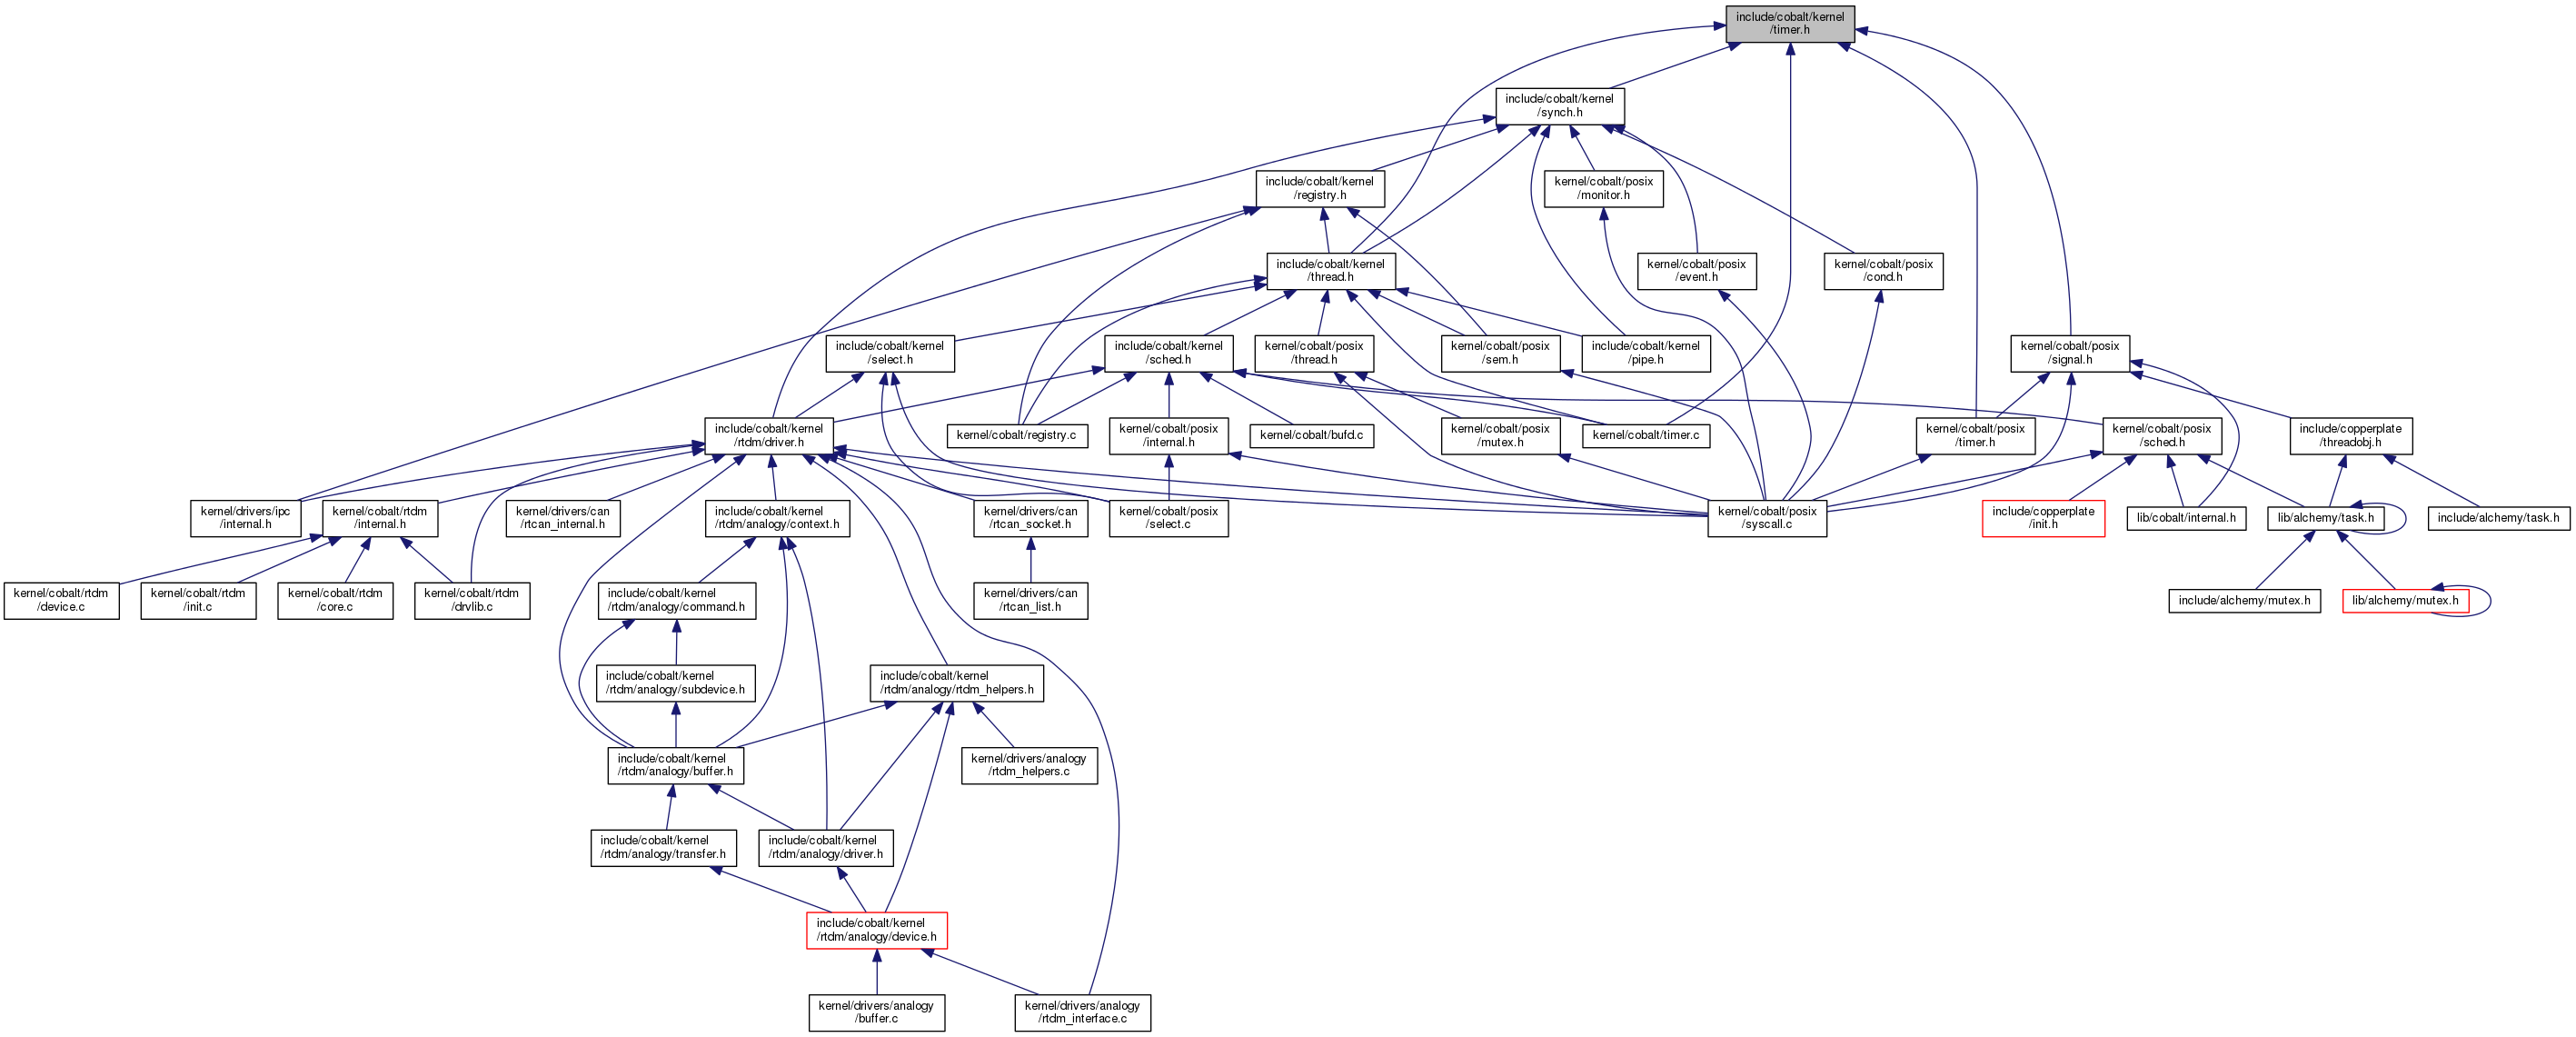 include/cobalt/kernel
/timer.h
include/cobalt/kernel
/synch.h
include/cobalt/kernel
/registry.h
kernel/cobalt/posix
/monitor.h
include/cobalt/kernel
/thread.h
kernel/cobalt/posix
/event.h
kernel/cobalt/posix
/cond.h
include/cobalt/kernel
/select.h
include/cobalt/kernel
/sched.h
kernel/cobalt/posix
/thread.h
kernel/cobalt/posix
/sem.h
include/cobalt/kernel
/pipe.h
kernel/cobalt/posix
/signal.h
include/cobalt/kernel
/rtdm/driver.h
kernel/cobalt/registry.c
kernel/cobalt/posix
/internal.h
kernel/cobalt/bufd.c
kernel/cobalt/posix
/mutex.h
kernel/cobalt/timer.c
kernel/cobalt/posix
/timer.h
kernel/cobalt/posix
/sched.h
include/copperplate
/threadobj.h
kernel/drivers/ipc
/internal.h
kernel/cobalt/rtdm
/internal.h
kernel/drivers/can
/rtcan_internal.h
include/cobalt/kernel
/rtdm/analogy/context.h
kernel/drivers/can
/rtcan_socket.h
kernel/cobalt/posix
/select.c
kernel/cobalt/posix
/syscall.c
include/copperplate
/init.h
lib/cobalt/internal.h
lib/alchemy/task.h
include/alchemy/task.h
kernel/cobalt/rtdm
/device.c
kernel/cobalt/rtdm
/init.c
kernel/cobalt/rtdm
/core.c
kernel/cobalt/rtdm
/drvlib.c
include/cobalt/kernel
/rtdm/analogy/command.h
kernel/drivers/can
/rtcan_list.h
include/alchemy/mutex.h
lib/alchemy/mutex.h
include/cobalt/kernel
/rtdm/analogy/subdevice.h
include/cobalt/kernel
/rtdm/analogy/rtdm_helpers.h
include/cobalt/kernel
/rtdm/analogy/buffer.h
kernel/drivers/analogy
/rtdm_helpers.c
include/cobalt/kernel
/rtdm/analogy/transfer.h
include/cobalt/kernel
/rtdm/analogy/driver.h
include/cobalt/kernel
/rtdm/analogy/device.h
kernel/drivers/analogy
/buffer.c
kernel/drivers/analogy
/rtdm_interface.c